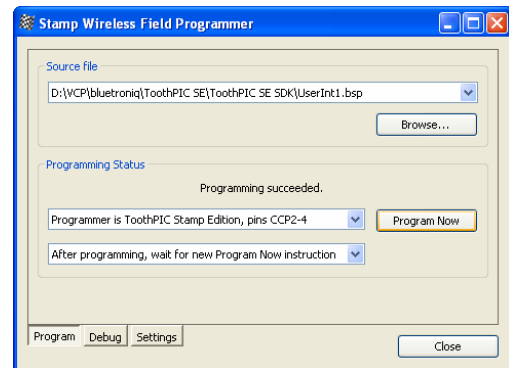 Stamp Wireless Field Programmer
Source file
D:\VCP\bluetroniq\ToothPIC SE\ToothPIC SE SDK\UserInt1.bsp
Browse...
Programming Status
Programming succeeded.
Programmer is ToothPIC Stamp Edition, pins CCP2-4
Program Now
After programming, wait for new Program Now instruction
Program Debug Settings
Close